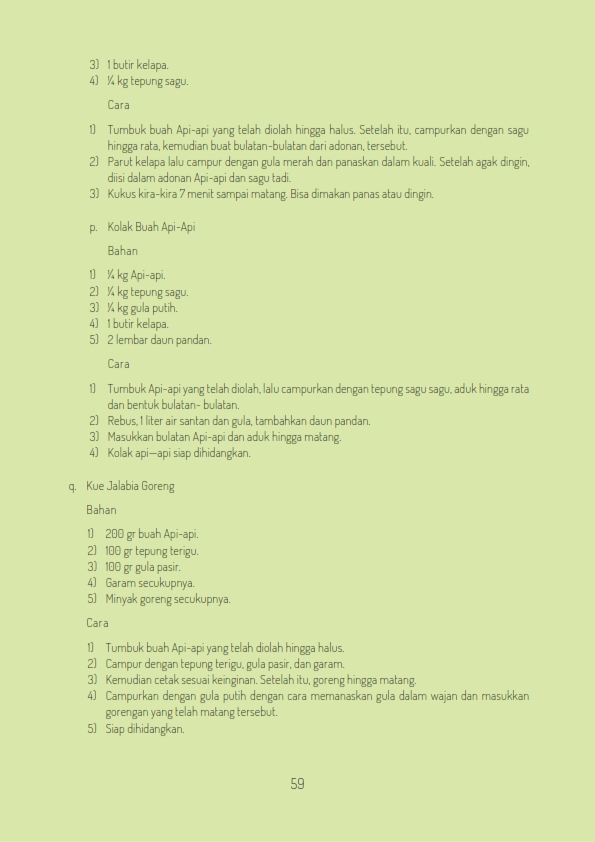 3) 1 butir kelapa.
4) ¼ kg tepung sagu.
Cara
1) Tumbuk buah Api-api yang telah diolah hingga halus. Setelah itu, campurkan dengan sagu
hingga rata, kemudian buat bulatan-bulatan dari adonan, tersebut.
2) Parut kelapa lalu campur dengan gula merah dan panaskan dalam kuali. Setelah agak dingin,
diisi dalam adonan Api-api dan sagu tadi.
3) Kukus kira-kira 7 menit sampai matang. Bisa dimakan panas atau dingin.
p. Kolak Buah Api-Api
Bahan
1) ¼ kg Api-api.
2) ¼ kg tepung sagu.
3) ¼ kg gula putih.
4) 1 butir kelapa.
5) 2 lembar daun pandan.
Cara
1) Tumbuk Api-api yang telah diolah, lalu campurkan dengan tepung sagu sagu, aduk hingga rata
dan bentuk bulatan- bulatan.
2) Rebus, 1 liter air santan dan gula, tambahkan daun pandan.
3) Masukkan bulatan Api-api dan aduk hingga matang.
4) Kolak api—api siap dihidangkan.
q. Kue Jalabia Goreng
Bahan
1) 200 gr buah Api-api.
2) 100 gr tepung terigu.
3) 100 gr gula pasir.
4) Garam secukupnya.
5) Minyak goreng secukupnya.
Cara
1) Tumbuk buah Api-api yang telah diolah hingga halus.
2) Campur dengan tepung terigu, gula pasir, dan garam.
3) Kemudian cetak sesuai keinginan. Setelah itu, goreng hingga matang.
4) Campurkan dengan gula putih dengan cara memanaskan gula dalam wajan dan masukkan
gorengan yang telah matang tersebut.
5) Siap dihidangkan.
59